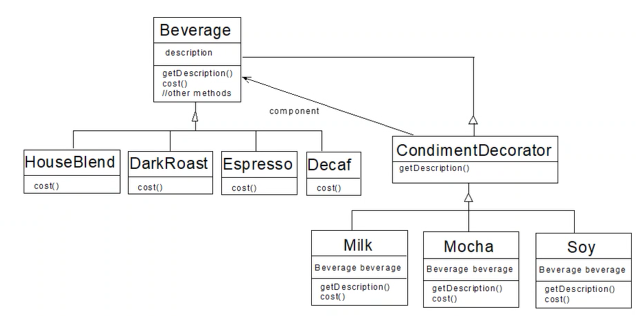 Beverage
description
getDescription()
cost()
//other methods
component
HouseBlend
cost()
DarkRoast
cost()
Espresso
cost()
Decaf
cost()
CondimentDecorator
getDescription()
Milk
Beverage beverage
getDescription()
cost()
Mocha
Beverage beverage
getDescription()
cost()
Soy
Beverage beverage
getDescription()
cost()